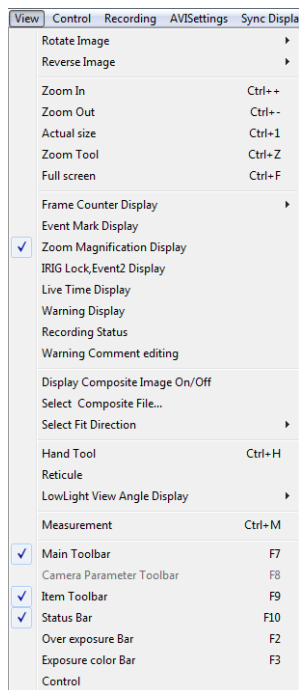 View Control Recording AVISettings Sync Displa
Rotate Image
Reverse Image
Zoom In Ctrl++
Zoom Out Ctrl+-
Actual size Ctrl+1
Zoom Tool Ctrl+Z
Full screen Ctrl+F
Frame Counter Display
Event Mark Display
Zoom Magnification Display
IRIG Lock,Event2 Display
Live Time Display
Warning Display
Recording Status
Warning Comment editing
Display Composite Image On/Off
Select  Composite File...
Select Fit Direction
Hand Tool Ctrl+H
Reticule
LowLight View Angle Display
Measurement Ctrl+M
Main Toolbar F7
Camera Parameter Toolbar F8
Item Toolbar F9
Status Bar F10
Over exposure Bar F2
Exposure color Bar F3
Control